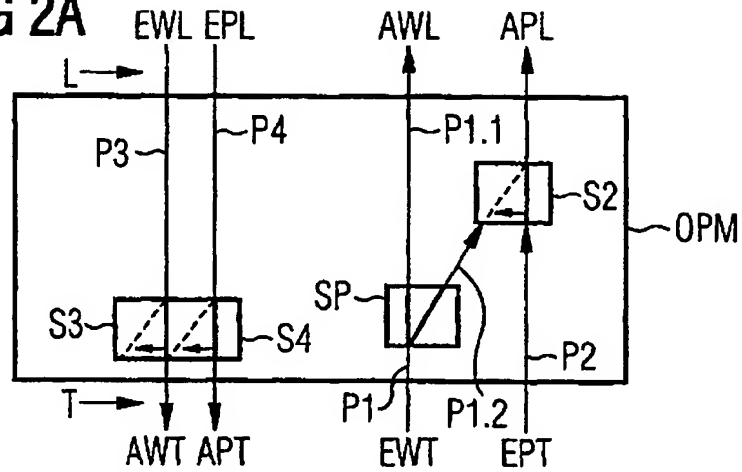 G 2A
EWL EPL AWL APL
L
P3 P4 P1.1
S2
OPM
SP
S3 S4
P2
T P1 P1.2
AWT APT EWT EPT